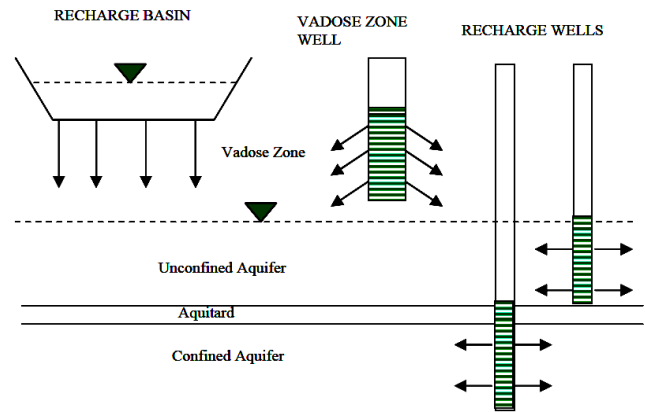 RECHARGE BASIN
VADOSE ZONE
WELL
RECHARGE WELLS
Vadose Zone
Unconfined Aquifer
Aquitard
Confined Aquifer